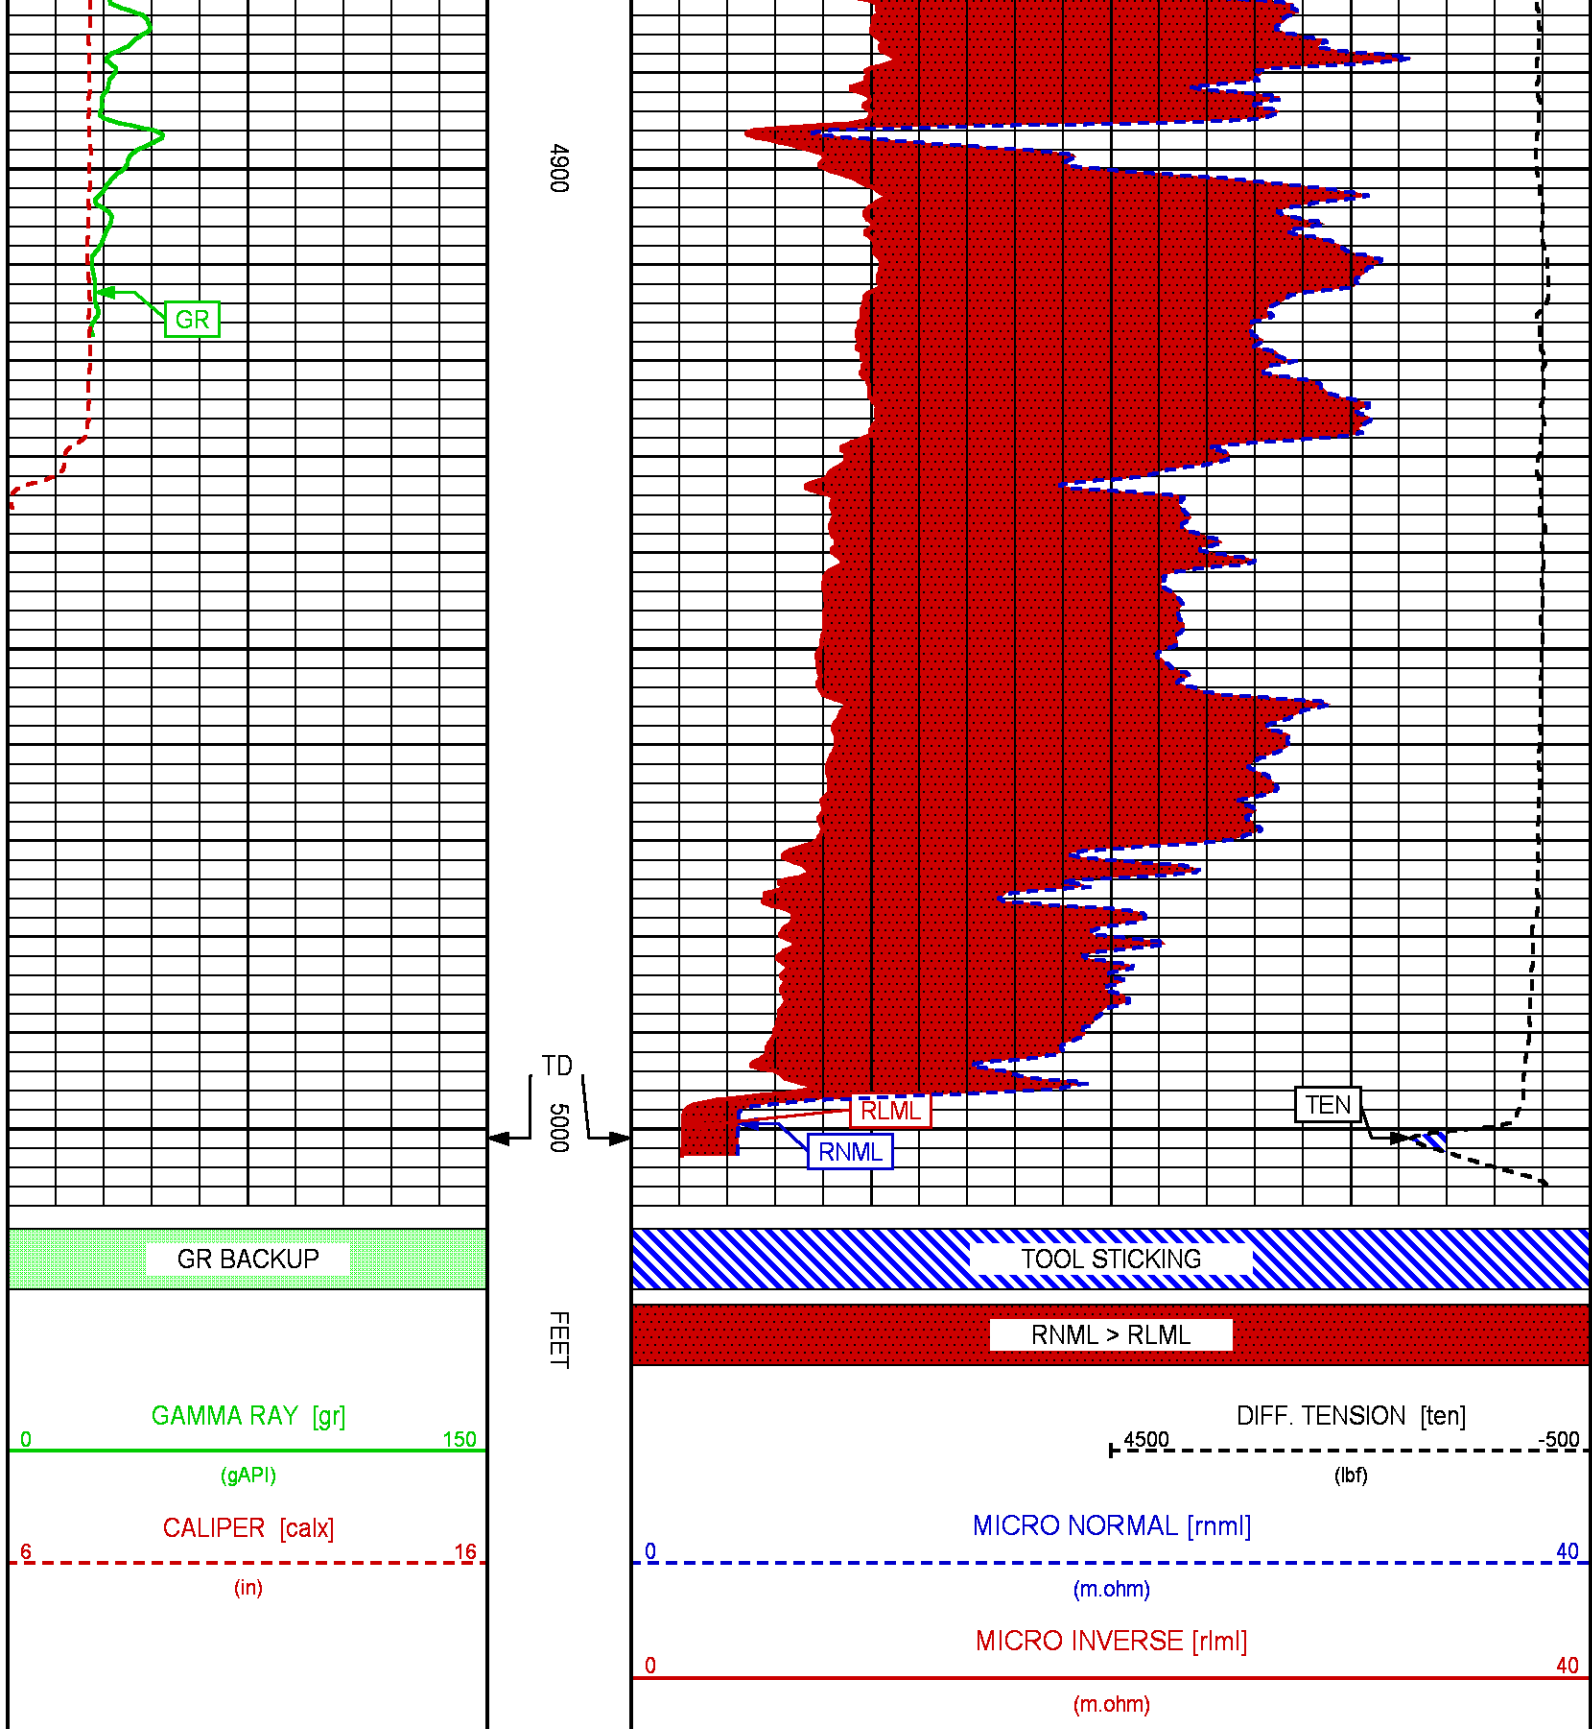 4900
GR
TD
5000
RLML
RNML
TEN
GR BACKUP
TOOL STICKING
FEET
RNML > RLML
GAMMA RAY [gr]
0 150
(gAPI)
CALIPER [calx]
6 16
(in)
DIFF. TENSION [ten]
4500 -500
(lbf)
MICRO NORMAL [rnml]
0 40
(m.ohm)
MICRO INVERSE [rlml]
0 40
(m.ohm)